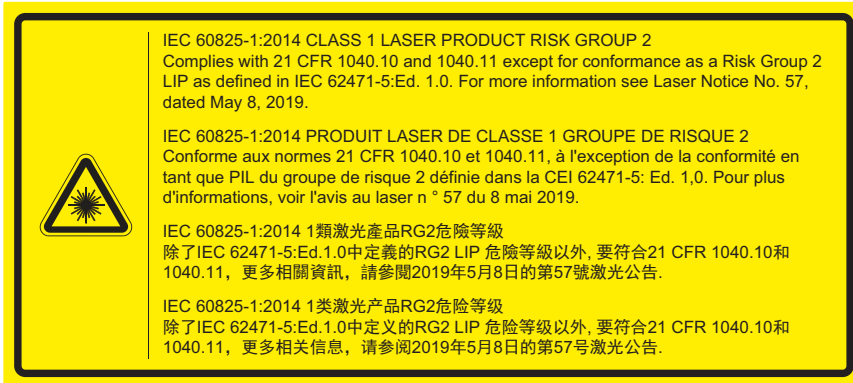 IEC 60825-1:2014 CLASS 1 LASER PRODUCT RISK GROUP 2
Complies with 21 CFR 1040.10 and 1040.11 except for conformance as a Risk Group 2
LIP as defined in IEC 62471-5:Ed. 1.0. For more information see Laser Notice No. 57,
dated May 8, 2019.
IEC 60825-1:2014 PRODUIT LASER DE CLASSE 1 GROUPE DE RISQUE 2
Conforme aux normes 21 CFR 1040.10 et 1040.11, à l'exception de la conformité en
tant que PIL du groupe de risque 2 définie dans la CEI 62471-5: Ed. 1,0. Pour plus
d'informations, voir l'avis au laser n ° 57 du 8 mai 2019.
IEC 60825-1:2014 1類激光產品RG2危險等級
除了IEC 62471-5:Ed.1.0中定義的RG2 LIP 危險等級以外, 要符合21 CFR 1040.10和
1040.11，更多相關資訊，請參閱2019年5月8日的第57號激光公告.
IEC 60825-1:2014 1类激光产品RG2危险等级
除了IEC 62471-5:Ed.1.0中定义的RG2 LIP 危险等级以外, 要符合21 CFR 1040.10和
1040.11，更多相关信息，请参阅2019年5月8日的第57号激光公告.